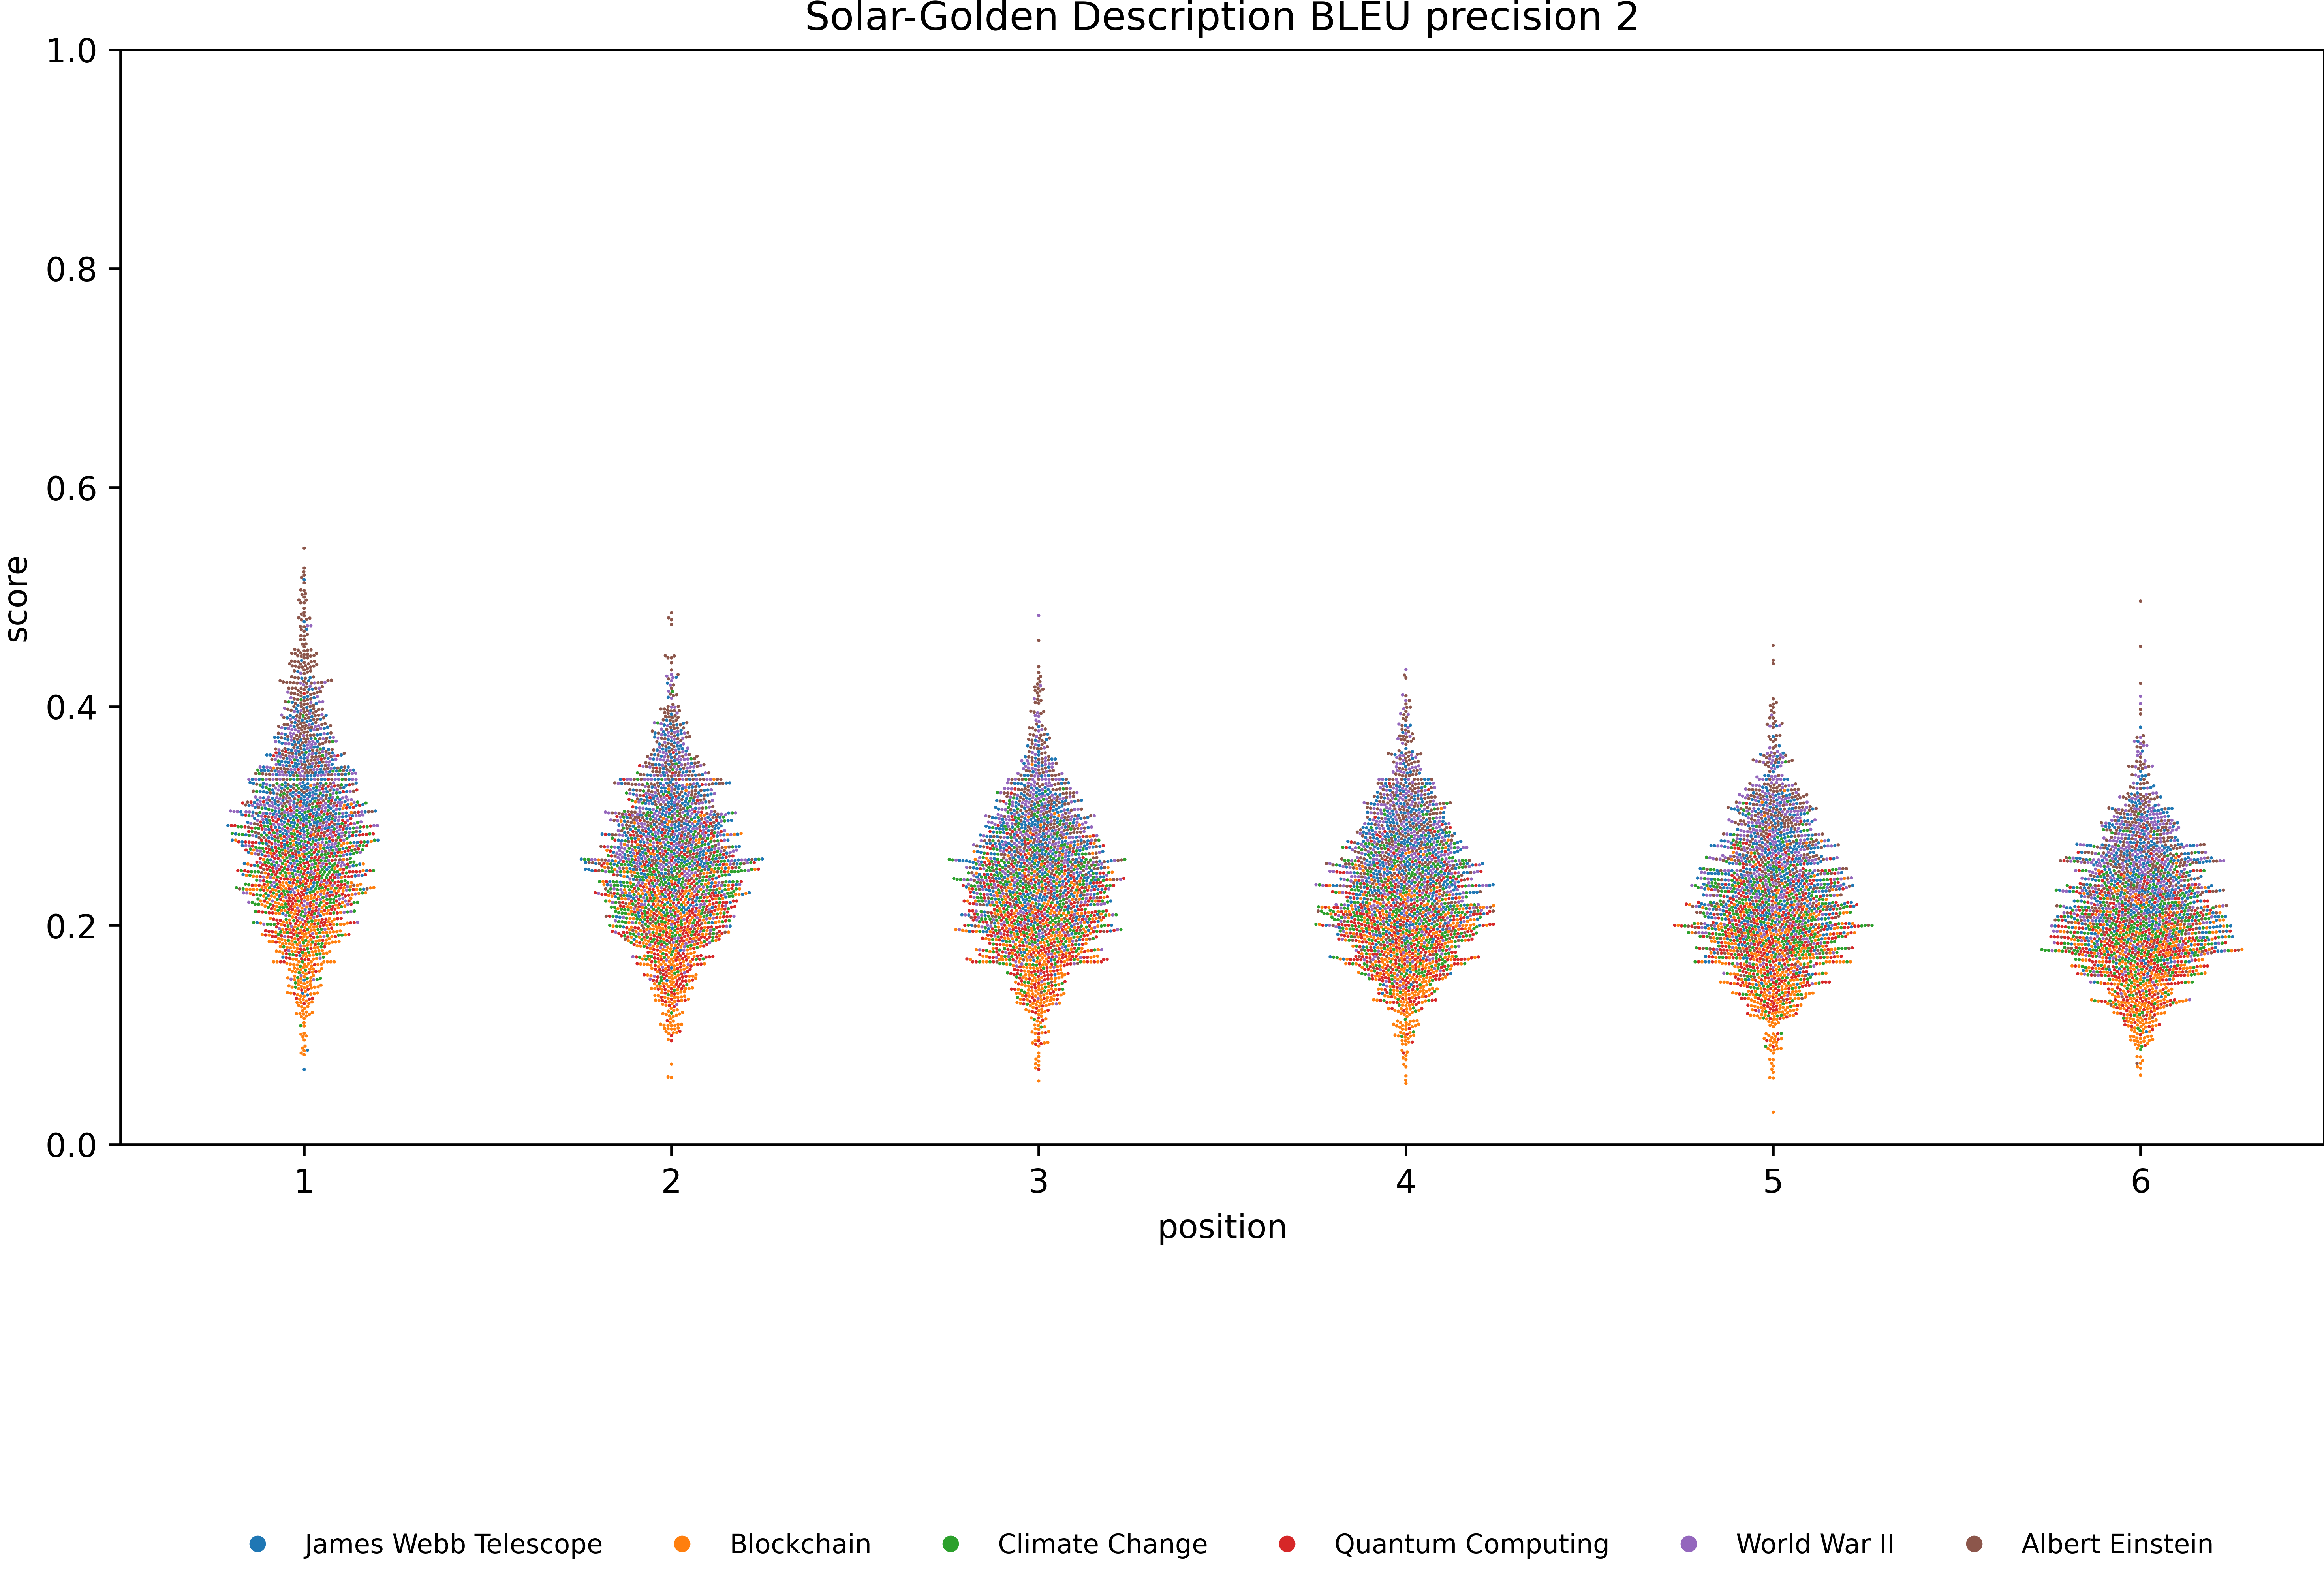 Solar-Golden Description BLEU precision 2
1.0
0.8
0.6
0.4
0.2
0.0
score
1 2 3 4 5 6
position
James Webb Telescope Blockchain Climate Change Quantum Computing World War II Albert Einstein